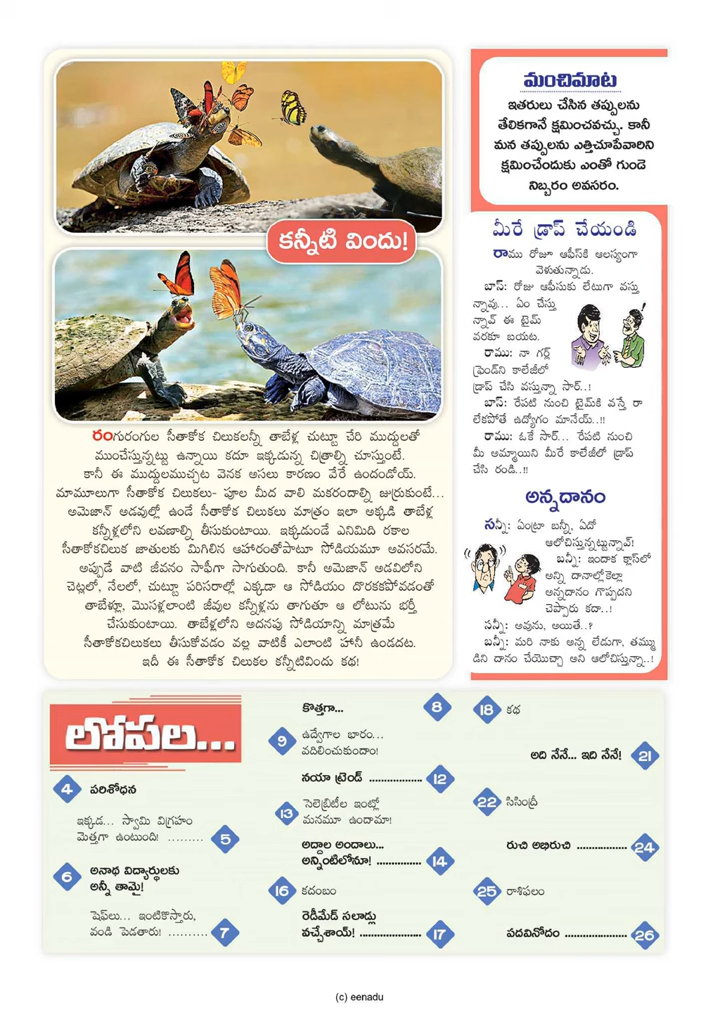 కన్నీటి విందు!
రంగురంగుల సీతాకోక చిలుకలన్నీ తాబేళ్ల చుట్టూ చేరి ముద్దులతో
ముంచేస్తున్నట్టు ఉన్నాయి కదూ ఇక్కడున్న చిత్రాల్ని చూస్తుంటే.
కానీ ఈ ముద్దులముచ్చట వెనక అసలు కారణం వేరే ఉందండోయ్.
మామూలుగా సీతాకోక చిలుకలు- పూల మీద వాలి మకరందాల్ని జుర్రుకుంటే...
అమెజాన్ అడవుల్లో ఉండే సీతాకోక చిలుకలు మాత్రం ఇలా అక్కడి తాబేళ్ల
కన్నీళ్లలోని లవణాల్ని తీసుకుంటాయి. ఇక్కడుండే ఎనిమిది రకాల
సీతాకోకచిలుక జాతులకు మిగిలిన ఆహారంతోపాటూ సోడియమూ అవసరమే.
అప్పుడే వాటి జీవనం సాఫీగా సాగుతుంది. కానీ అమెజాన్ అడవిలోని
చెట్లలో, నేలలో, చుట్టూ పరిసరాల్లో ఎక్కడా ఆ సోడియం దొరకకపోవడంతో
తాబేళ్లూ, మొసళ్లలాంటి జీవుల కన్నీళ్లను తాగుతూ ఆ లోటును భర్తీ
చేసుకుంటాయి. తాబేళ్లలోని అదనపు సోడియాన్ని మాత్రమే
సీతాకోకచిలుకలు తీసుకోవడం వల్ల వాటికీ ఎలాంటి హానీ ఉండదట.
ఇదీ ఈ సీతాకోక చిలుకల కన్నీటివిందు కథ!
మంచిమాట
ఇతరులు చేసిన తప్పులను
తేలికగానే క్షమించవచ్చు. కానీ
మన తప్పులను ఎత్తిచూపేవారిని
క్షమించేందుకు ఎంతో గుండె
నిబ్బరం అవసరం.
మీరే డ్రాప్ చేయండి
రాము రోజూ ఆఫీస్‌కి ఆలస్యంగా
వెళుతున్నాడు.
బాస్: రోజు ఆఫీసుకు లేటుగా వస్తు
న్నావు... ఏం చేస్తు
న్నావ్ ఈ టైమ్
వరకూ బయట.
రాము: నా గర్ల్
ఫ్రెండ్‌ని కాలేజీలో
డ్రాప్ చేసి వస్తున్నా సార్..!
బాస్: రేపటి నుంచి టైమ్‌కి వస్తే రా
లేకపోతే ఉద్యోగం మానేయ్..!!
రాము: ఓకే సార్... రేపటి నుంచి
మీ అమ్మాయిని మీరే కాలేజీలో డ్రాప్
చేసి రండి..!!
అన్నదానం
సన్నీ: ఏంట్రా బన్నీ, ఏదో
ఆలోచిస్తున్నట్టున్నావ్!
బన్నీ: ఇందాక క్లాస్‌లో
అన్ని దానాల్లోకెల్లా
అన్నదానం గొప్పదని
చెప్పారు కదా..!
సన్నీ: అవును, అయితే..?
బన్నీ: మరి నాకు అన్న లేడుగా, తమ్ము
డిని దానం చేయొచ్చా అని ఆలోచిస్తున్నా..!
లోపల...
4 పరిశోధన
ఇక్కడ... స్వామి విగ్రహం
మెత్తగా ఉంటుంది! ......... 5
6 అనాథ విద్యార్థులకు
అన్నీ తామై!
షెఫ్‌లు... ఇంటికొస్తారు,
వండి పెడతారు! .......... 7
కొత్తగా... 8
9 ఉద్వేగాల భారం...
వదిలించుకుందాం!
నయా ట్రెండ్ ................. 12
13 సెలెబ్రిటీల ఇంట్లో
మనమూ ఉందామా!
అద్దాల అందాలు...
అన్నింటిలోనూ! .............. 14
16 కదంబం
రెడీమేడ్ సలాడ్లు
వచ్చేశాయ్! ..................... 17
18 కథ
అది నేనే... ఇది నేనే! 21
22 సిసింద్రీ
రుచి అభిరుచి ................. 24
25 రాశిఫలం
పదవినోదం ..................... 26
(c) eenadu